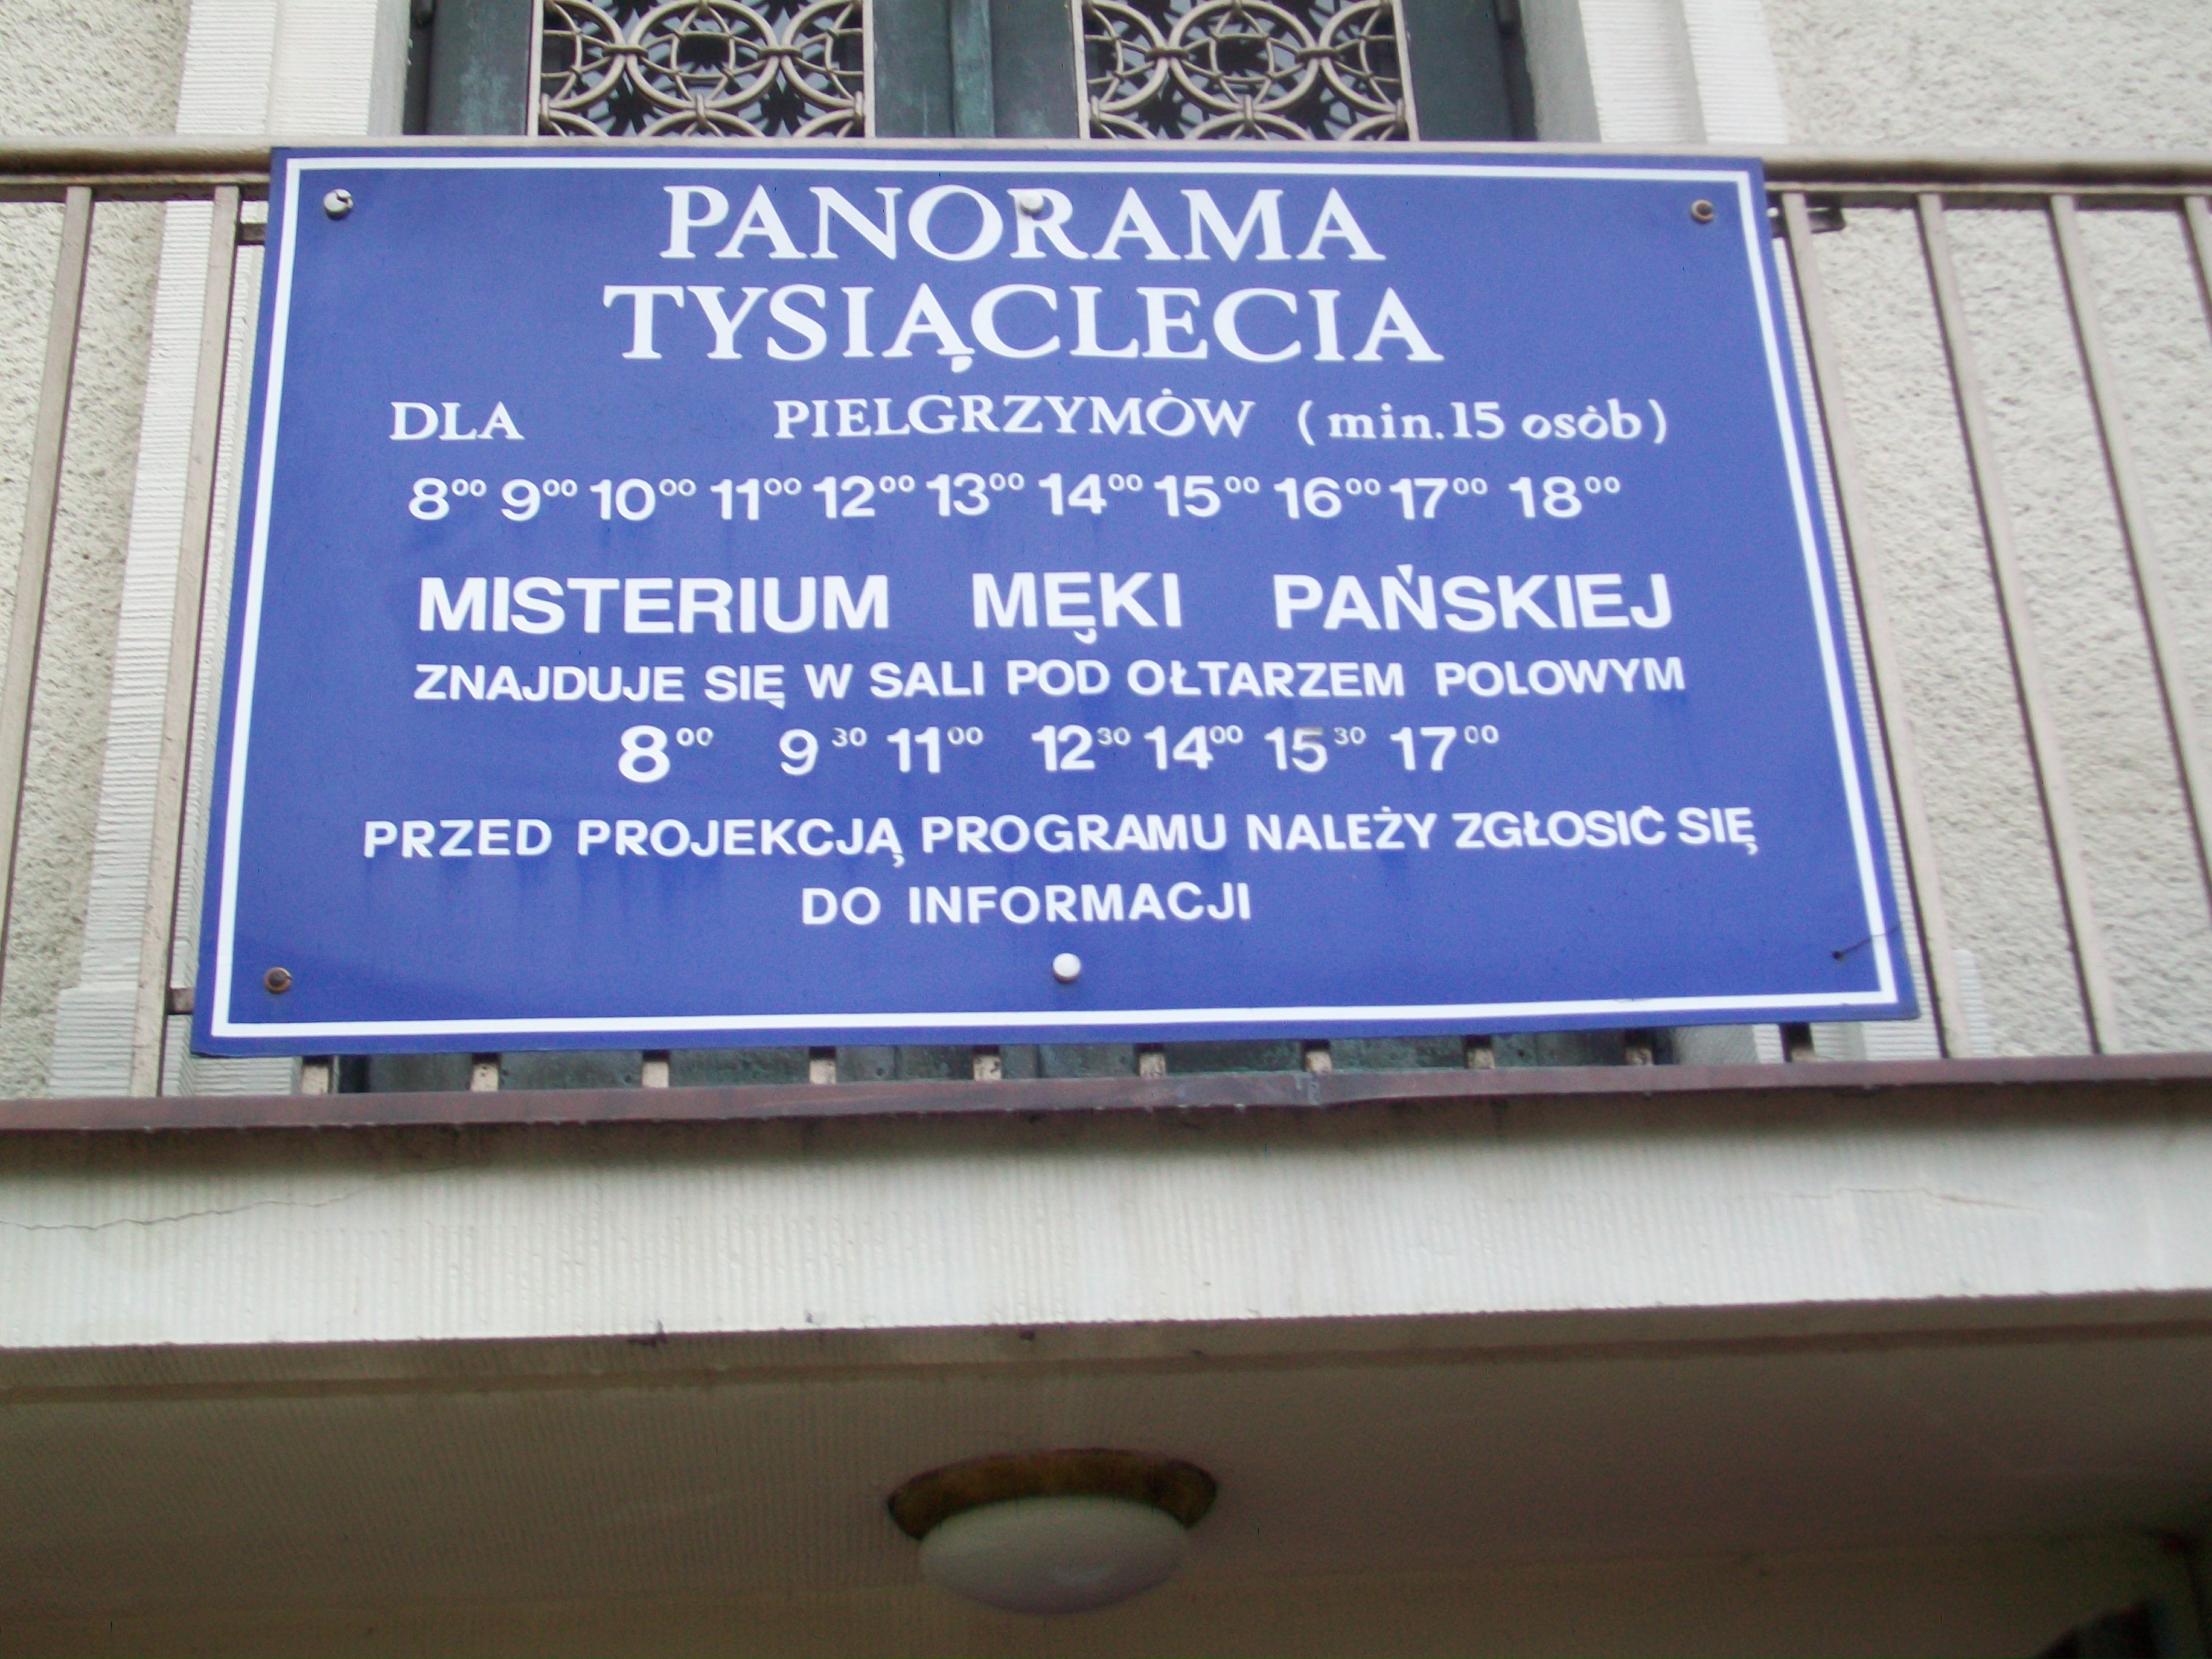 PANORAMA
TYSIĄCLECIA
DLA PIELGRZYMÓW (min.15 osób)
8⁰⁰ 9⁰⁰ 10⁰⁰ 11⁰⁰ 12⁰⁰ 13⁰⁰ 14⁰⁰ 15⁰⁰ 16⁰⁰ 17⁰⁰ 18⁰⁰
MISTERIUM MĘKI PAŃSKIEJ
ZNAJDUJE SIĘ W SALI POD OŁTARZEM POLOWYM
8⁰⁰ 9³⁰ 11⁰⁰ 12³⁰ 14⁰⁰ 15³⁰ 17⁰⁰
PRZED PROJEKCJĄ PROGRAMU NALEŻY ZGŁOSIĆ SIĘ
DO INFORMACJI